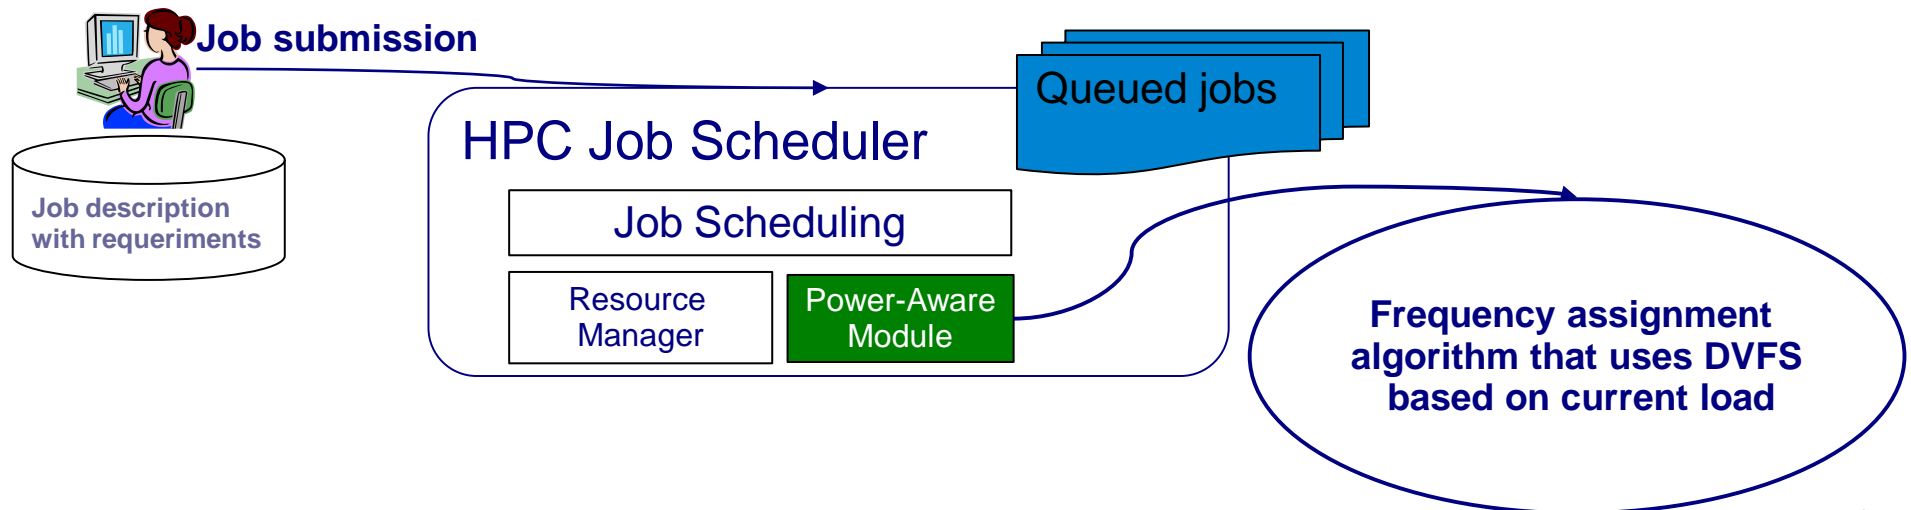 Job submission
Queued jobs
HPC Job Scheduler
Job description
with requeriments
Job Scheduling
Resource
Manager
Power-Aware
Module
Frequency assignment
algorithm that uses DVFS
based on current load